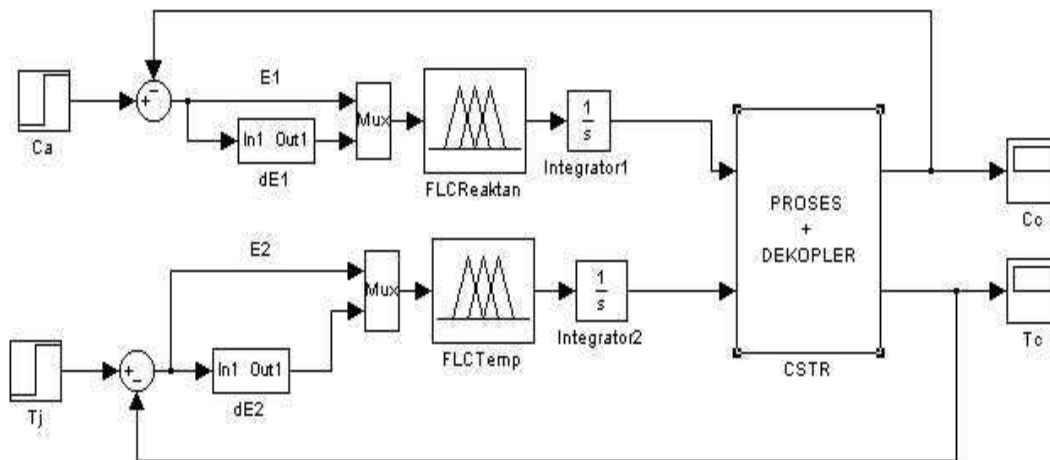 E1
Ca
+
−
In1 Out1
dE1
Mux
FLCReaktan
1
s
Integrator1
PROSES
+
DEKOPLER
CSTR
Cc
E2
Tj
+
−
In1 Out1
dE2
Mux
FLCTemp
1
s
Integrator2
Tc